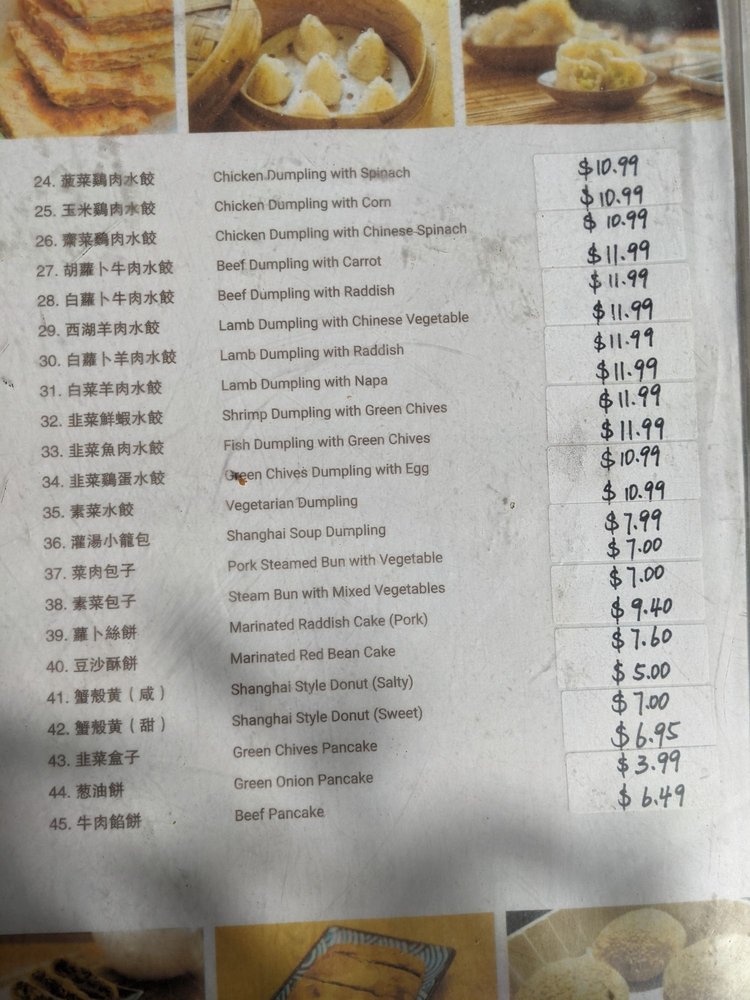 24. 菠菜鷄肉水餃 Chicken Dumpling with Spinach $10.99
25. 玉米鷄肉水餃 Chicken Dumpling with Corn $10.99
26. 齋菜鷄肉水餃 Chicken Dumpling with Chinese Spinach $10.99
27. 胡蘿卜牛肉水餃 Beef Dumpling with Carrot $11.99
28. 白蘿卜牛肉水餃 Beef Dumpling with Raddish $11.99
29. 西湖羊肉水餃 Lamb Dumpling with Chinese Vegetable $11.99
30. 白蘿卜羊肉水餃 Lamb Dumpling with Raddish $11.99
31. 白菜羊肉水餃 Lamb Dumpling with Napa $11.99
32. 韭菜鮮蝦水餃 Shrimp Dumpling with Green Chives $11.99
33. 韭菜魚肉水餃 Fish Dumpling with Green Chives $11.99
34. 韭菜鷄蛋水餃 Green Chives Dumpling with Egg $10.99
35. 素菜水餃 Vegetarian Dumpling $10.99
36. 灌湯小籠包 Shanghai Soup Dumpling $7.99
37. 菜肉包子 Pork Steamed Bun with Vegetable $7.00
38. 素菜包子 Steam Bun with Mixed Vegetables $7.00
39. 蘿卜絲餅 Marinated Raddish Cake (Pork) $9.40
40. 豆沙酥餅 Marinated Red Bean Cake $7.60
41. 蟹殼黄（咸） Shanghai Style Donut (Salty) $5.00
42. 蟹殼黄（甜） Shanghai Style Donut (Sweet) $7.00
43. 韭菜盒子 Green Chives Pancake $6.95
44. 葱油餅 Green Onion Pancake $3.99
45. 牛肉餡餅 Beef Pancake $6.49